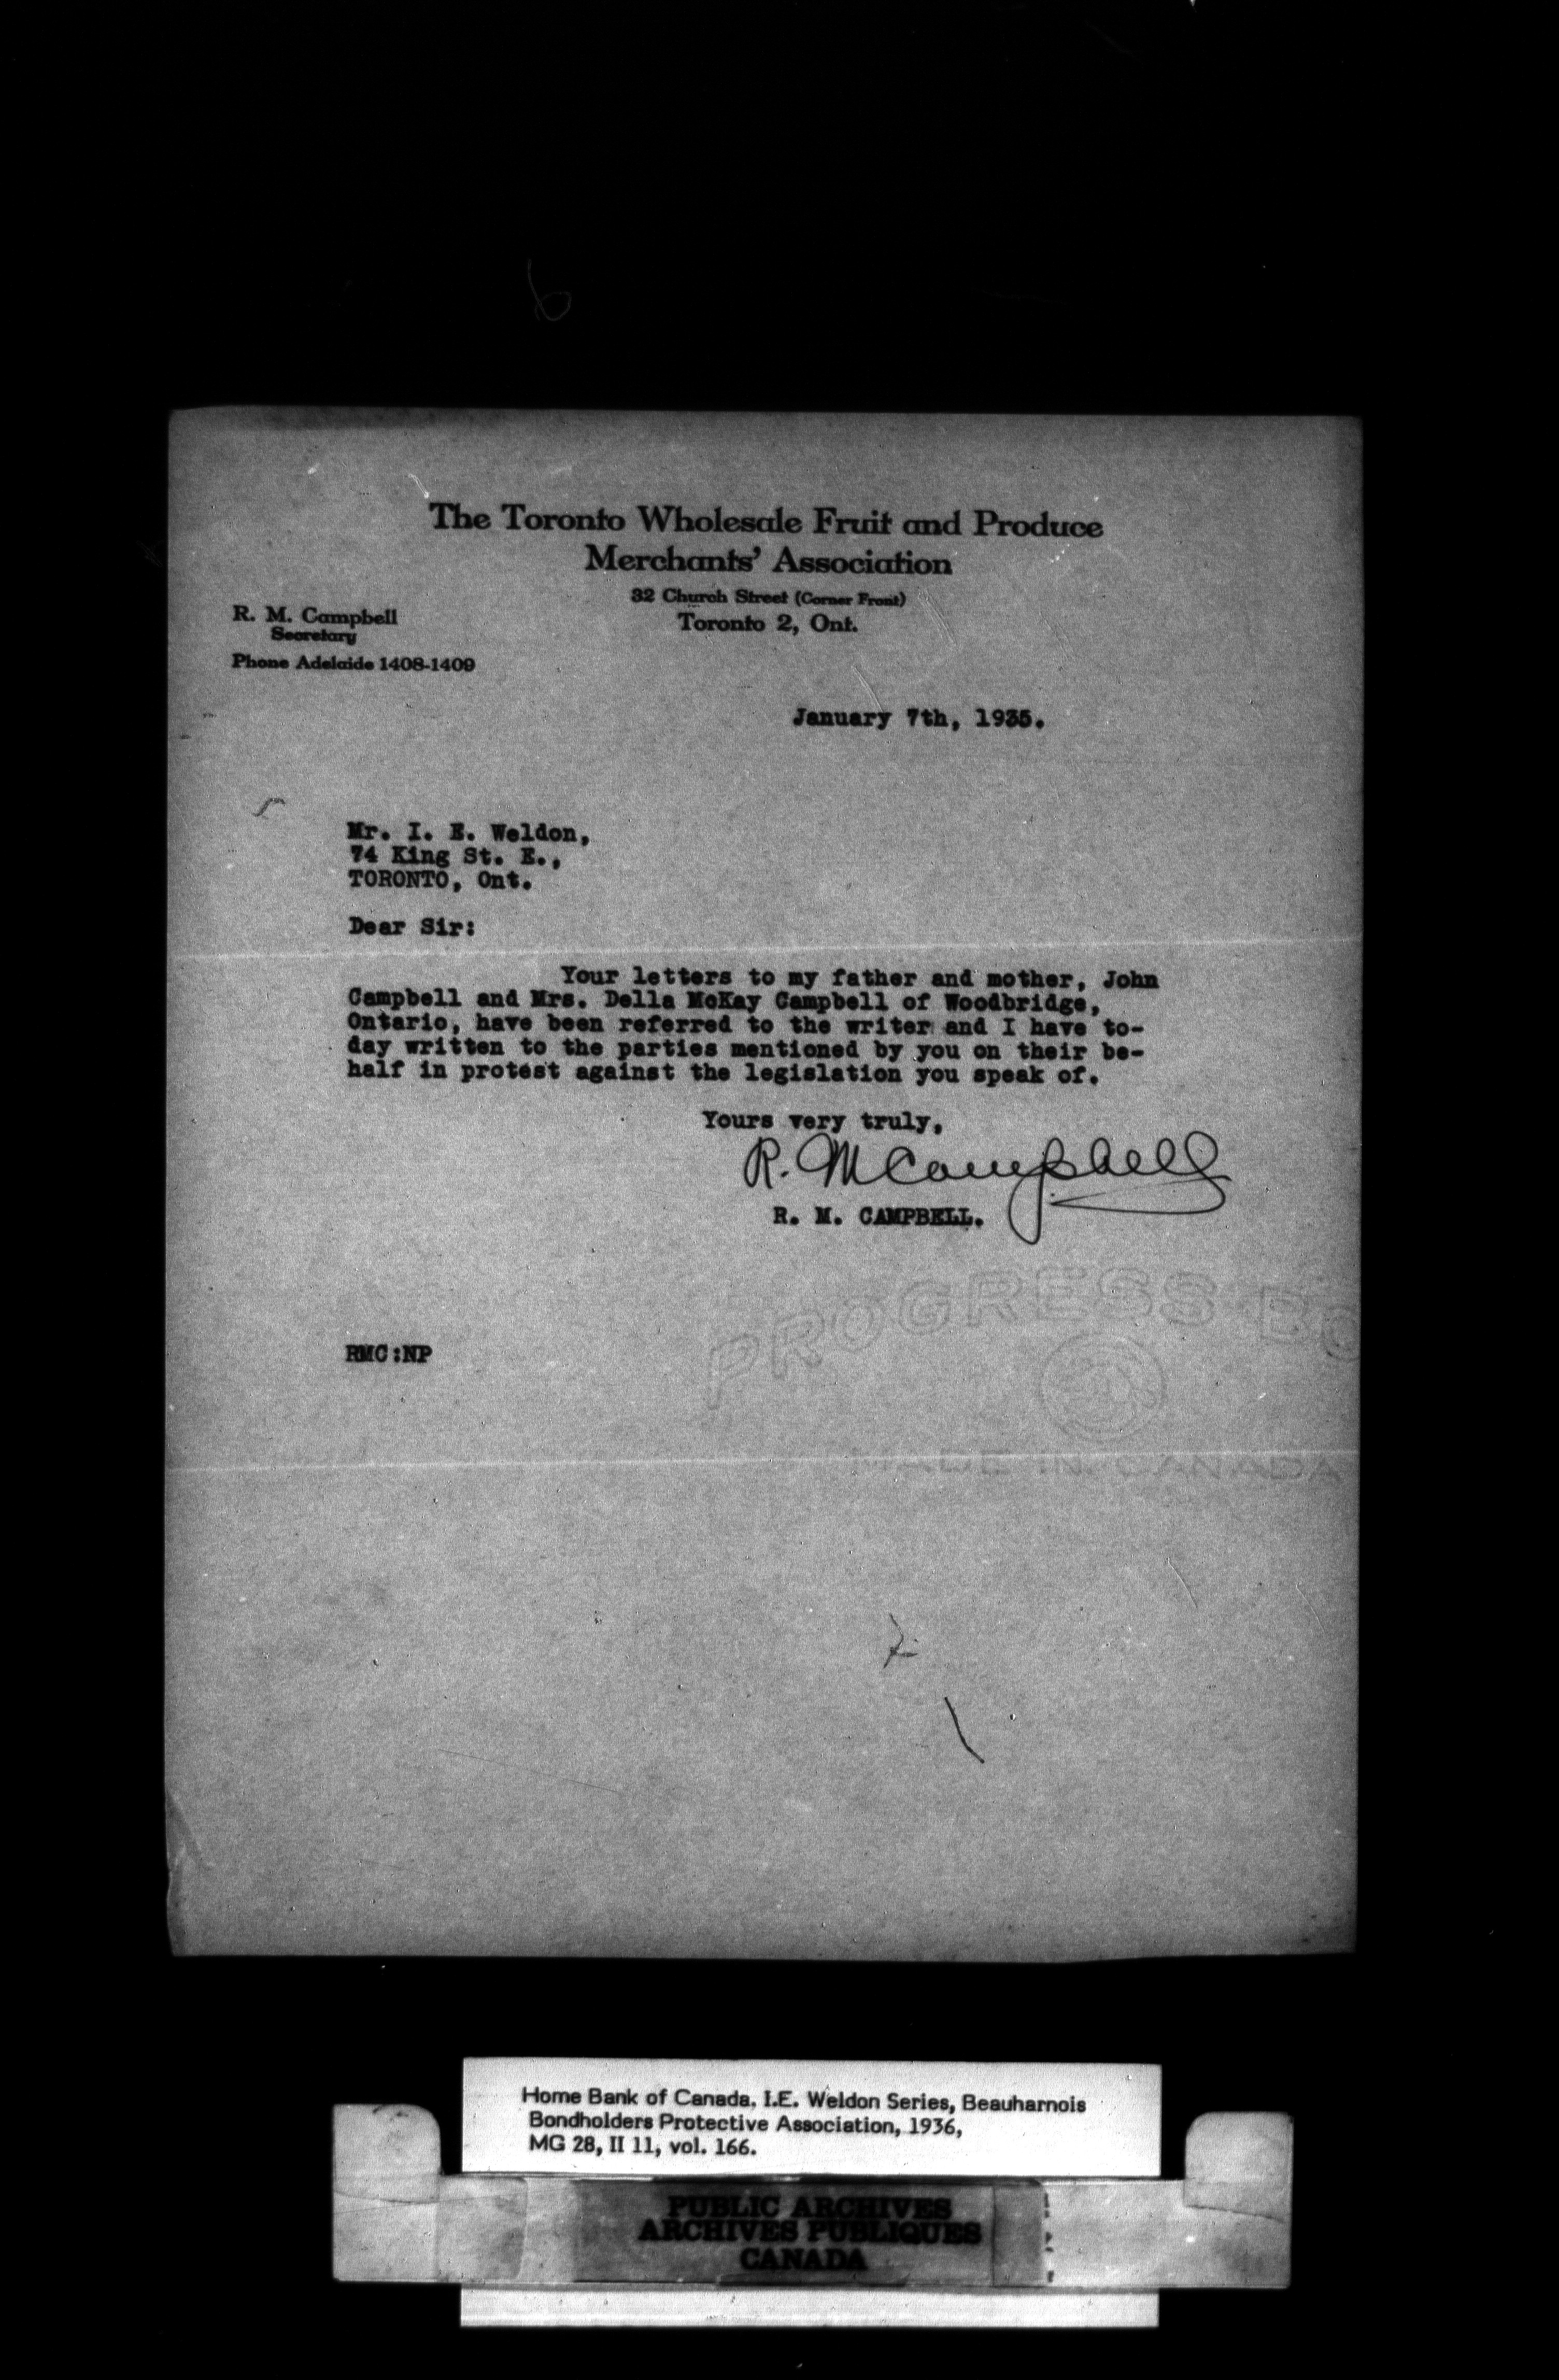 The Toronto Wholesale Fruit and Produce
Merchants' Association
32 Church Street (Corner Front)
Toronto 2, Ont.
R. M. Campbell
Secretary
Phone Adelaide 1408-1409
January 7th, 1935.
Mr. I. E. Weldon,
74 King St. E.,
TORONTO, Ont.
Dear Sir:
Your letters to my father and mother, John
Campbell and Mrs. Della McKay Campbell of Woodbridge,
Ontario, have been referred to the writer and I have to-
day written to the parties mentioned by you on their be-
half in protest against the legislation you speak of.
Yours very truly,
R. M Campbell
R. M. CAMPBELL.
PROGRESS BO
RMC:NP
MADE IN CANADA
Home Bank of Canada, I.E. Weldon Series, Beauharnois
Bondholders Protective Association, 1936,
MG 28, II 11, vol. 166.
PUBLIC ARCHIVES
ARCHIVES PUBLIQUES
CANADA